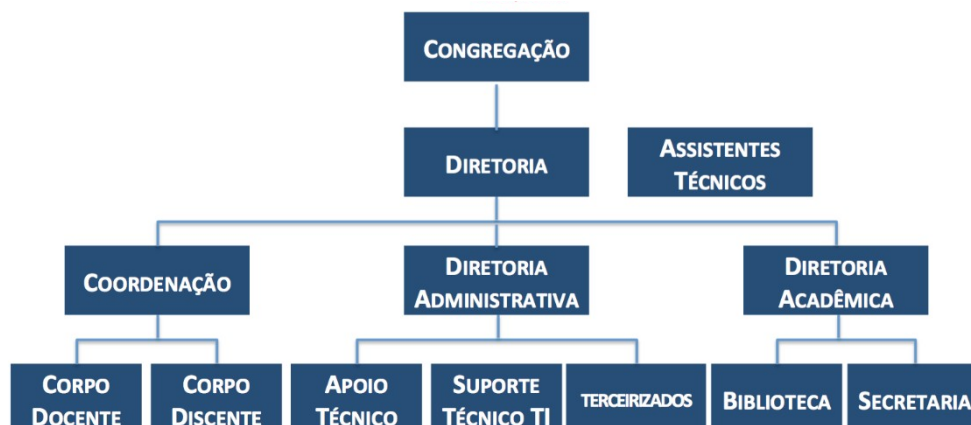 CONGREGAÇÃO
DIRETORIA
ASSISTENTES
TÉCNICOS
COORDENAÇÃO
DIRETORIA
ADMINISTRATIVA
DIRETORIA
ACADÊMICA
CORPO
DOCENTE
CORPO
DISCENTE
APOIO
TÉCNICO
SUPORTE
TÉCNICO TI
TERCEIRIZADOS
BIBLIOTECA
SECRETARIA